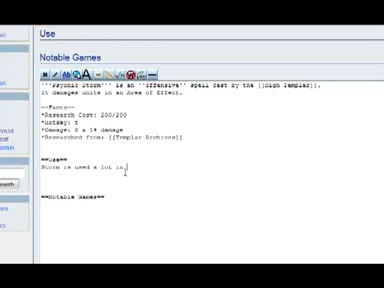 Use
Notable Games
'''Psyonic Storm''' is an ''offensive'' spell cast by the [[High Templar]].
It damages units in an Area of Effect.
==Facts==
*Research Cost: 200/200
*Hotkey: t
*Damage: 8 x 14 damage
*Researched from: [[Templar Archives]]
==Use==
Storm is used a lot in
==Notable Games==
search